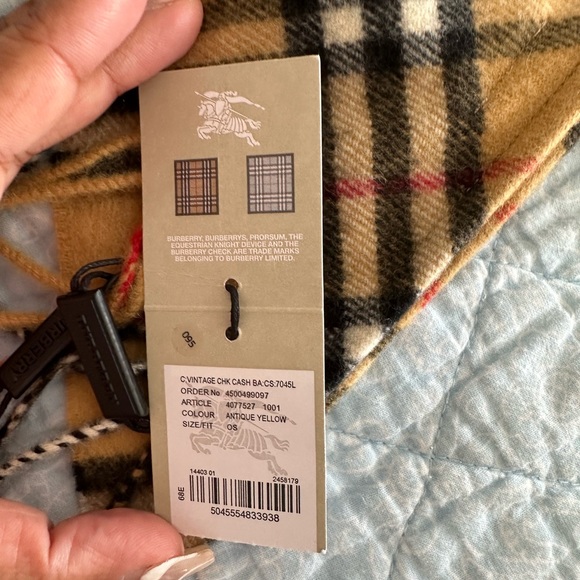 BURBERRY, BURBERRYS, PRORSUM, THE
EQUESTRIAN KNIGHT DEVICE AND THE
BURBERRY CHECK ARE TRADE MARKS
BELONGING TO BURBERRY LIMITED.
095
C;VINTAGE CHK CASH BA:CS:7045L
ORDER No 4500499097
ARTICLE 4077527 1001
COLOUR ANTIQUE YELLOW
SIZE/FIT OS
14403 01
2458179
68E
5045554833938
BURBERRY